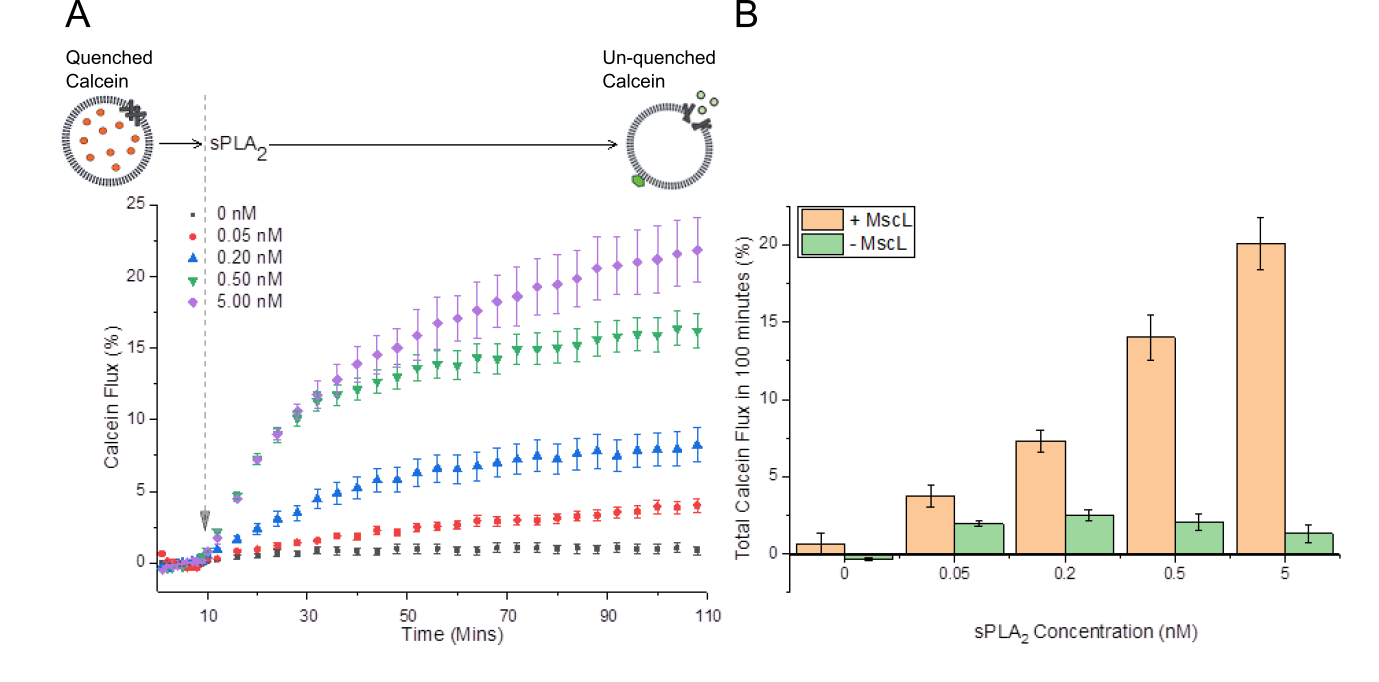 A
Quenched
Calcein
Un-quenched
Calcein
sPLA2
25
20
15
10
5
0
Calcein Flux (%)
0 nM
0.05 nM
0.20 nM
0.50 nM
5.00 nM
10
30
50
70
90
110
Time (Mins)
B
+ MscL
- MscL
20
15
10
5
0
Total Calcein Flux in 100 minutes (%)
0
0.05
0.2
0.5
5
sPLA2 Concentration (nM)